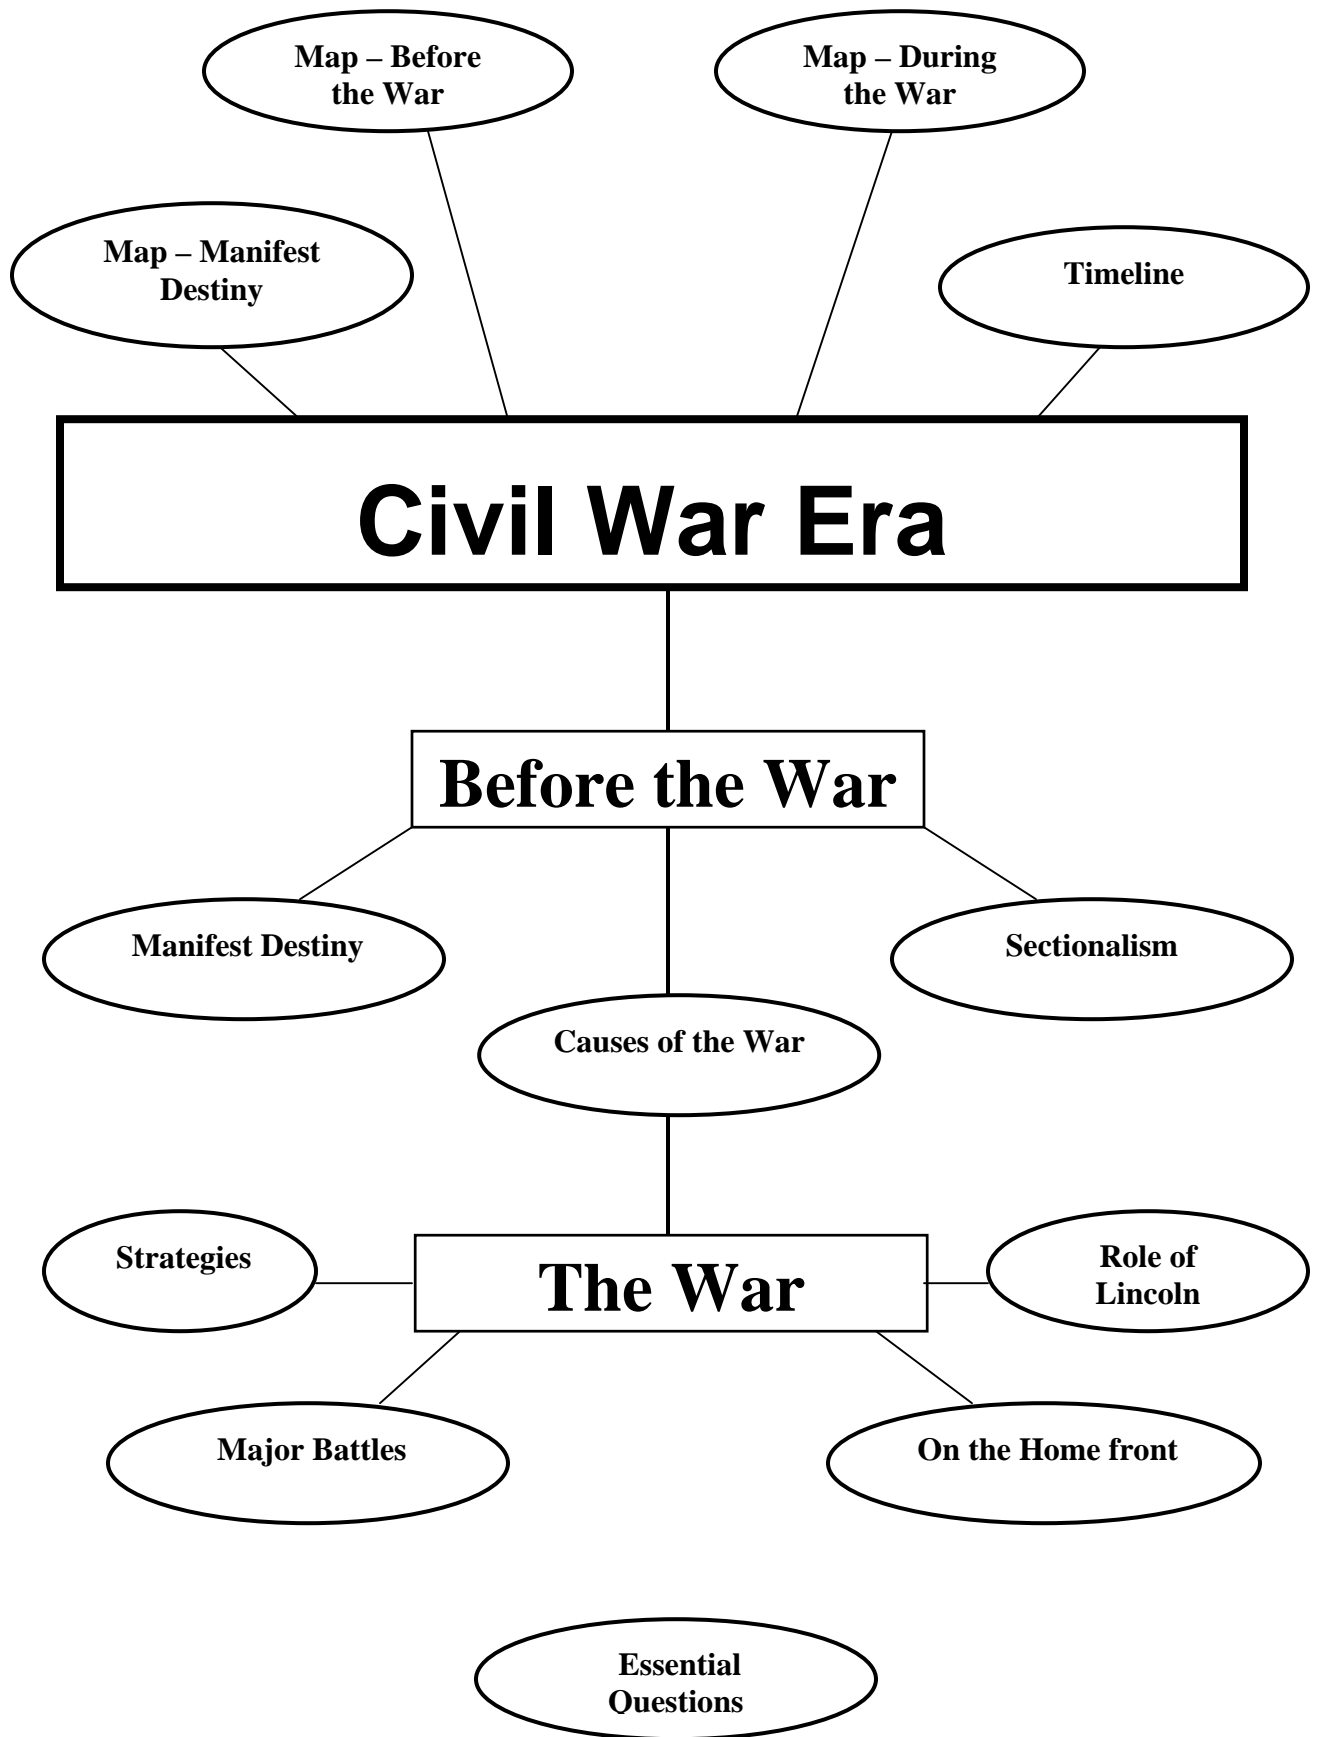 Map – Before
the War
Map – During
the War
Map – Manifest
Destiny
Timeline
Civil War Era
Before the War
Manifest Destiny
Sectionalism
Causes of the War
Strategies
The War
Role of
Lincoln
Major Battles
On the Home front
Essential
Questions